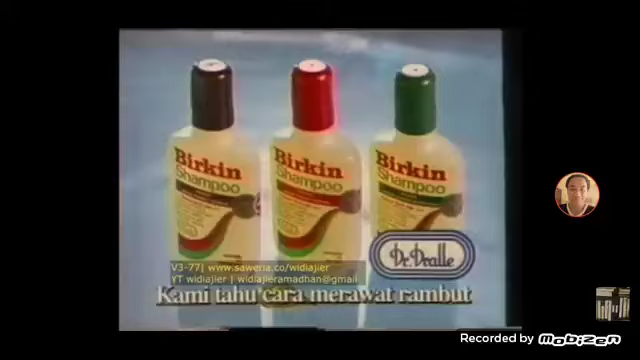 Birkin
Shampoo
Birkin
Shampoo
Birkin
Shampoo
Dr. Dralle
V3-77| www.saweria.co/widiajier
YT widiajier | widiajieramadhan@gmail
Kami tahu cara merawat rambut
Recorded by mobizen